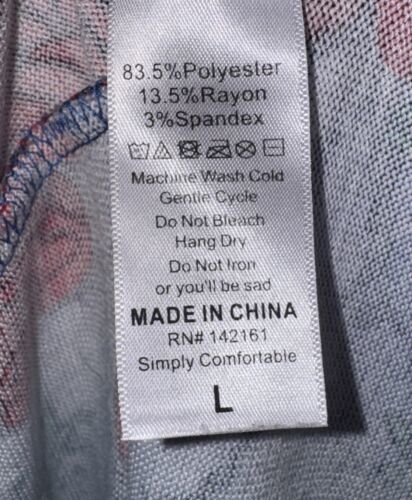 83.5%Polyester
13.5%Rayon
3%Spandex
Machine Wash Cold
Gentle Cycle
Do Not Bleach
Hang Dry
Do Not Iron
or you'll be sad
MADE IN CHINA
RN# 142161
Simply Comfortable
L